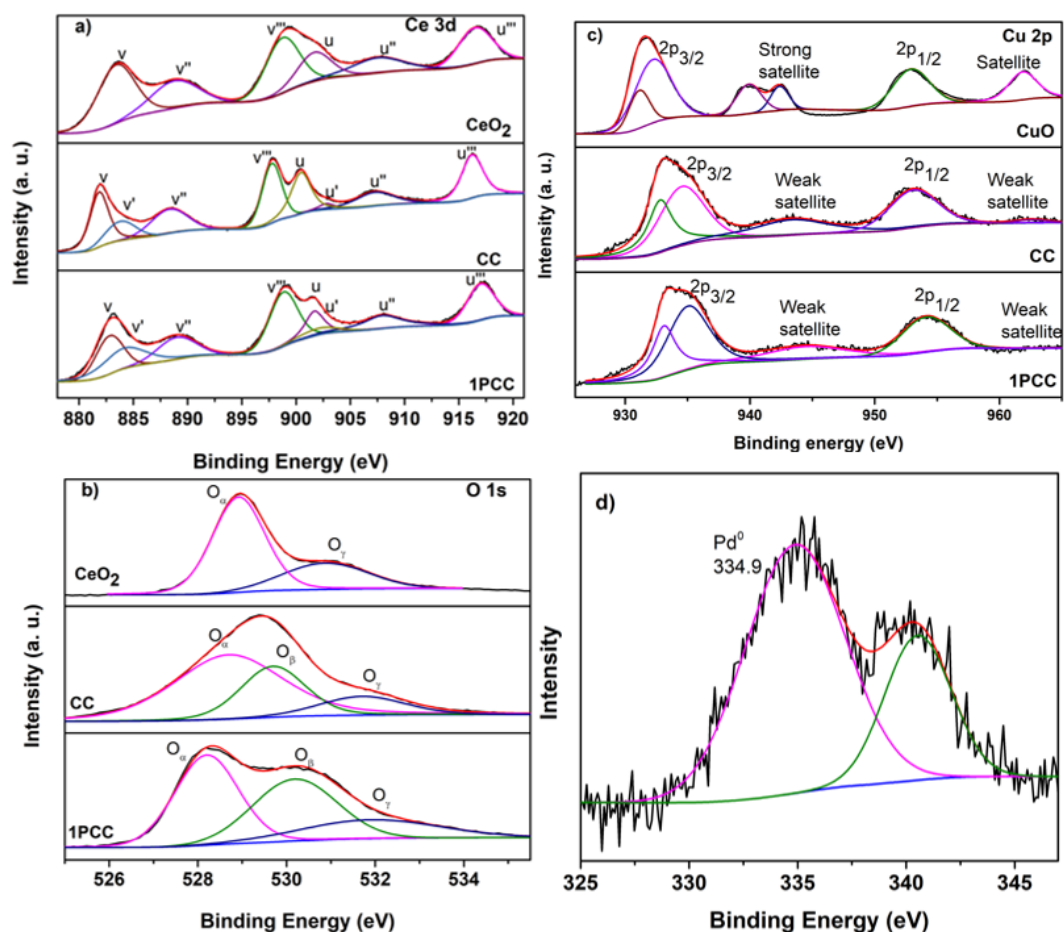 a)
Ce 3d
v
v''
v'''
u
u''
u'''
CeO2
v
v'
v''
v'''
u
u'
u''
u'''
CC
v
v'
v''
v'''
u
u'
u''
u'''
1PCC
880 885 890 895 900 905 910 915 920
Binding Energy (eV)
Intensity (a. u.)
c)
Cu 2p
2p3/2
Strong
satellite
2p1/2
Satellite
CuO
2p3/2
Weak
satellite
2p1/2
Weak
satellite
CC
2p3/2
Weak
satellite
2p1/2
Weak
satellite
1PCC
930 940 950 960
Binding energy (eV)
Intensity (a. u.)
b)
O 1s
Oα
Oγ
CeO2
Oα
Oβ
Oγ
CC
Oα
Oβ
Oγ
1PCC
526 528 530 532 534
Binding Energy (eV)
Intensity (a. u.)
d)
Pd0
334.9
325 330 335 340 345
Binding Energy (eV)
Intensity